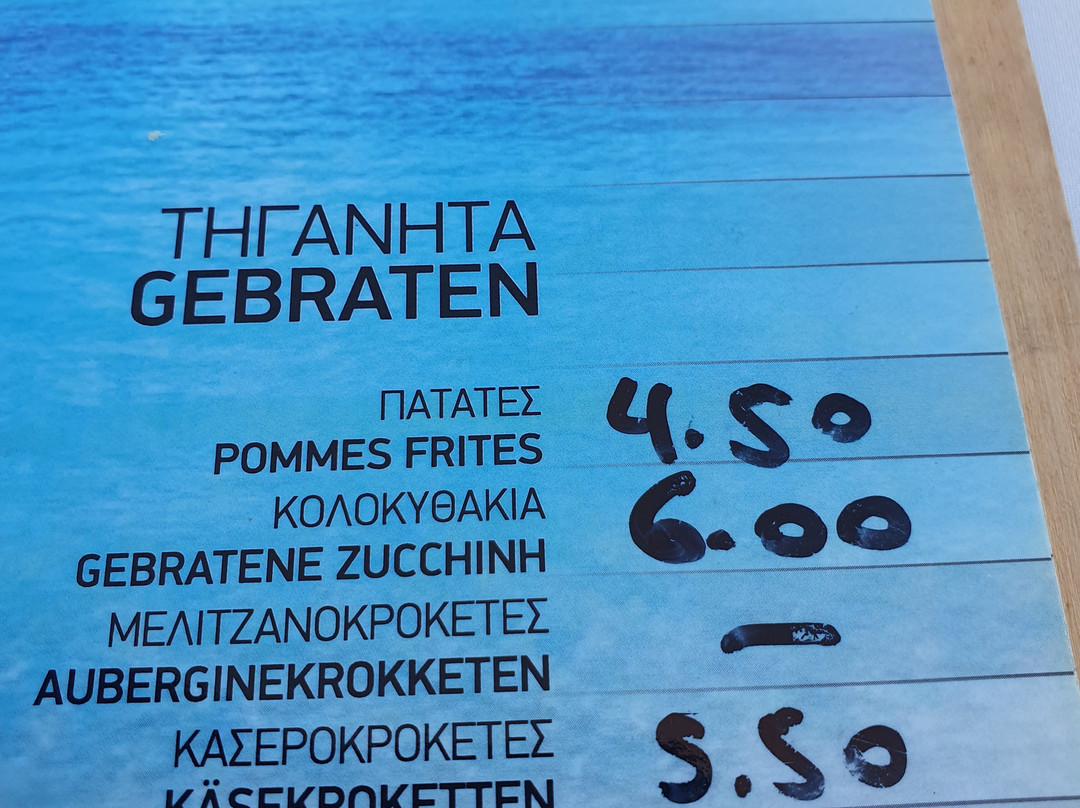 ΤΗΓΑΝΗΤΑ
GEBRATEN
ΠΑΤΑΤΕΣ 4.50
POMMES FRITES
ΚΟΛΟΚΥΘΑΚΙΑ 6.00
GEBRATENE ZUCCHINH
ΜΕΛΙΤΖΑΝΟΚΡΟΚΕΤΕΣ —
AUBERGINEKROKKETEN
ΚΑΣΕΡΟΚΡΟΚΕΤΕΣ 5.50
KÄSEKROKETTEN